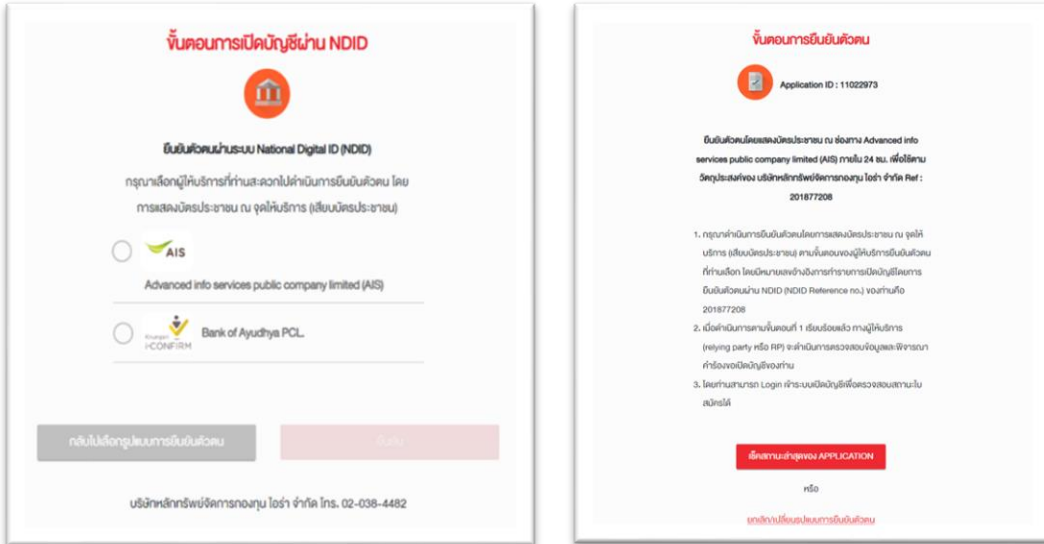 ขั้นตอนการเปิดบัญชีผ่าน NDID
ยืนยันตัวตนผ่านระบบ National Digital ID (NDID)
กรุณาเลือกผู้ให้บริการที่ท่านสะดวกไปดำเนินการยืนยันตัวตน โดย
การแสดงบัตรประชาชน ณ จุดให้บริการ (เสียบบัตรประชาชน)
AIS
Advanced info services public company limited (AIS)
krungsri
i-CONFIRM
Bank of Ayudhya PCL.
กลับไปเลือกรูปแบบการยืนยันตัวตน
ยืนยัน
บริษัทหลักทรัพย์จัดการกองทุน ไอร่า จำกัด โทร. 02-038-4482
ขั้นตอนการยืนยันตัวตน
Application ID : 11022973
ยืนยันตัวตนโดยแสดงบัตรประชาชน ณ ช่องทาง Advanced info
services public company limited (AIS) ภายใน 24 ชม. เพื่อใช้ตาม
วัตถุประสงค์ของ บริษัทหลักทรัพย์จัดการกองทุน ไอร่า จำกัด Ref :
201877208
1. กรุณาดำเนินการยืนยันตัวตนโดยการแสดงบัตรประชาชน ณ จุดให้
บริการ (เสียบบัตรประชาชน) ตามขั้นตอนของผู้ให้บริการยืนยันตัวตน
ที่ท่านเลือก โดยมีหมายเลขอ้างอิงการทำรายการเปิดบัญชีโดยการ
ยืนยันตัวตนผ่าน NDID (NDID Reference no.) ของท่านคือ
201877208
2. เมื่อดำเนินการตามขั้นตอนที่ 1 เรียบร้อยแล้ว ทางผู้ให้บริการ
(relying party หรือ RP) จะดำเนินการตรวจสอบข้อมูลและพิจารณา
คำร้องขอเปิดบัญชีของท่าน
3. โดยท่านสามารถ Login เข้าระบบเปิดบัญชีเพื่อตรวจสอบสถานะใบ
สมัครได้
เช็คสถานะล่าสุดของ APPLICATION
หรือ
ยกเลิก/เปลี่ยนรูปแบบการยืนยันตัวตน